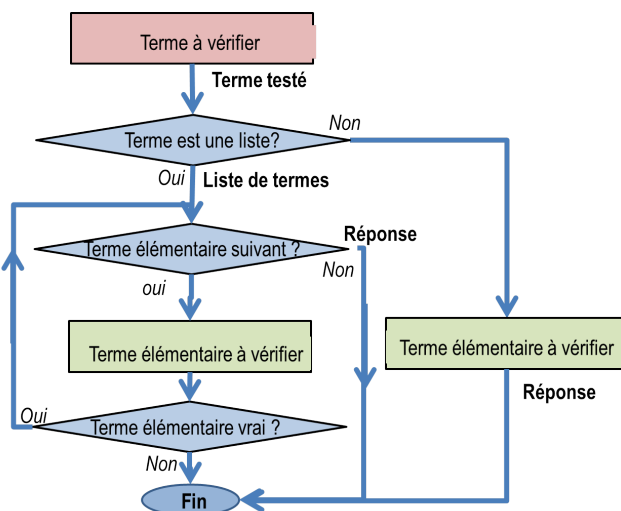 Terme à vérifier
Terme testé
Non
Terme est une liste?
Oui
Liste de termes
Réponse
Terme élémentaire suivant ?
Non
oui
Terme élémentaire à vérifier
Terme élémentaire à vérifier
Réponse
Oui
Terme élémentaire vrai ?
Non
Fin